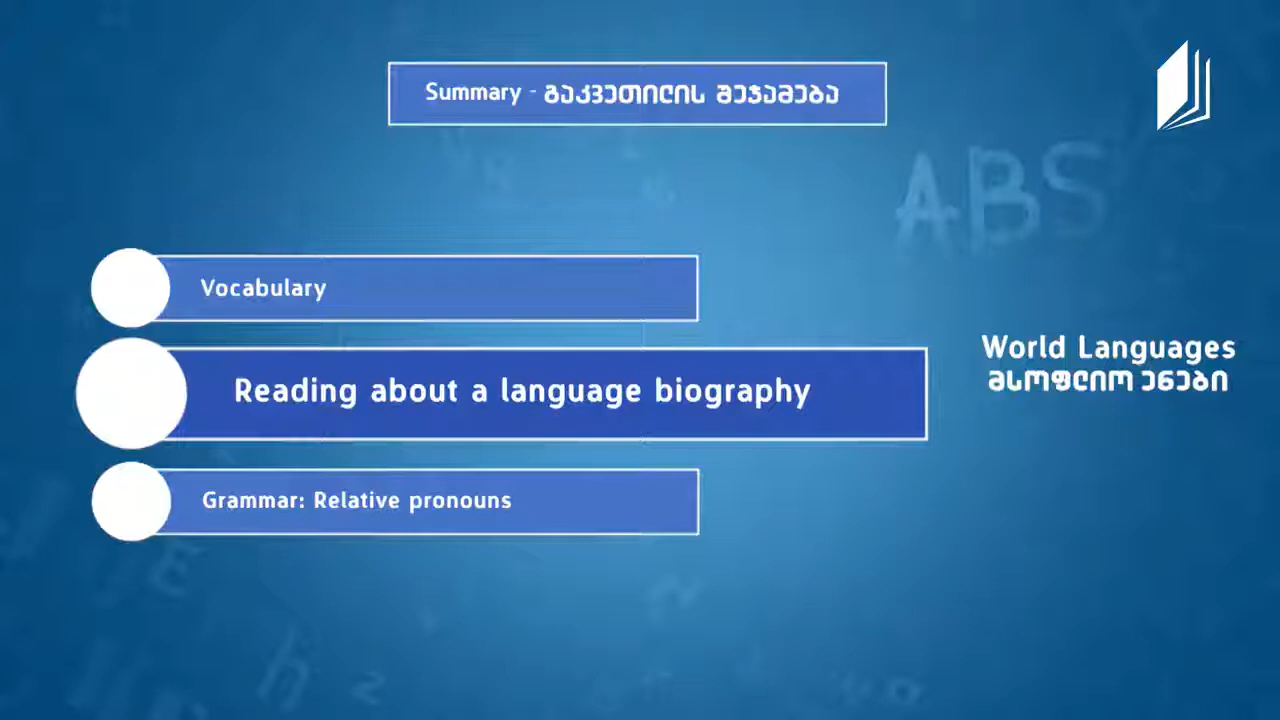 Summary - გაკვეთილის შეჯამება
ABS
Vocabulary
Reading about a language biography
World Languages
მსოფლიო ენები
Grammar: Relative pronouns